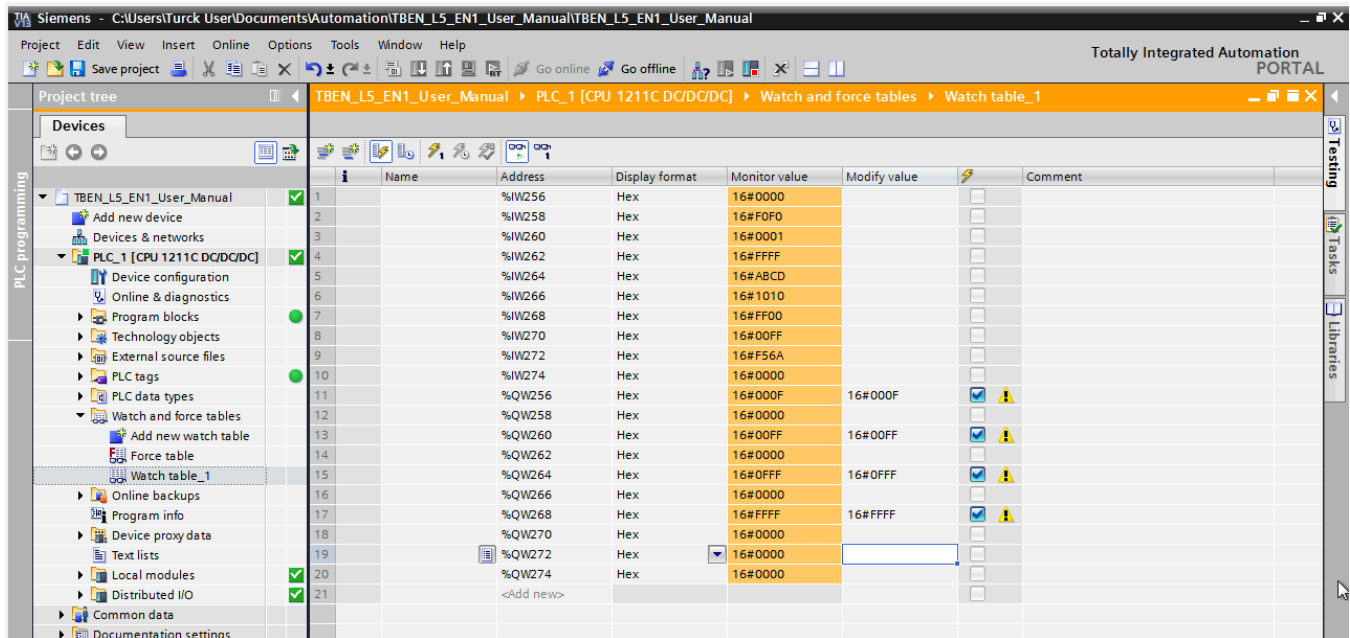 TIA V13 Siemens - C:\Users\Turck User\Documents\Automation\TBEN_L5_EN1_User_Manual\TBEN_L5_EN1_User_Manual
Project Edit View Insert Online Options Tools Window Help
Totally Integrated Automation
PORTAL
Save project Go online Go offline
Project tree TBEN_L5_EN1_User_Manual PLC_1 [CPU 1211C DC/DC/DC] Watch and force tables Watch table_1
Devices
i Name Address Display format Monitor value Modify value Comment
TBEN_L5_EN1_User_Manual 1 %IW256 Hex 16#0000
Add new device 2 %IW258 Hex 16#F0F0
Devices & networks 3 %IW260 Hex 16#0001
PLC_1 [CPU 1211C DC/DC/DC] 4 %IW262 Hex 16#FFFF
Device configuration 5 %IW264 Hex 16#ABCD
Online & diagnostics 6 %IW266 Hex 16#1010
Program blocks 7 %IW268 Hex 16#FF00
Technology objects 8 %IW270 Hex 16#00FF
External source files 9 %IW272 Hex 16#F56A
PLC tags 10 %IW274 Hex 16#0000
PLC data types 11 %QW256 Hex 16#000F 16#000F
Watch and force tables 12 %QW258 Hex 16#0000
Add new watch table 13 %QW260 Hex 16#00FF 16#00FF
Force table 14 %QW262 Hex 16#0000
Watch table_1 15 %QW264 Hex 16#0FFF 16#0FFF
Online backups 16 %QW266 Hex 16#0000
Program info 17 %QW268 Hex 16#FFFF 16#FFFF
Device proxy data 18 %QW270 Hex 16#0000
Text lists 19 %QW272 Hex 16#0000
Local modules 20 %QW274 Hex 16#0000
Distributed I/O 21 <Add new>
Common data
Documentation settings
PLC programming
Testing
Tasks
Libraries